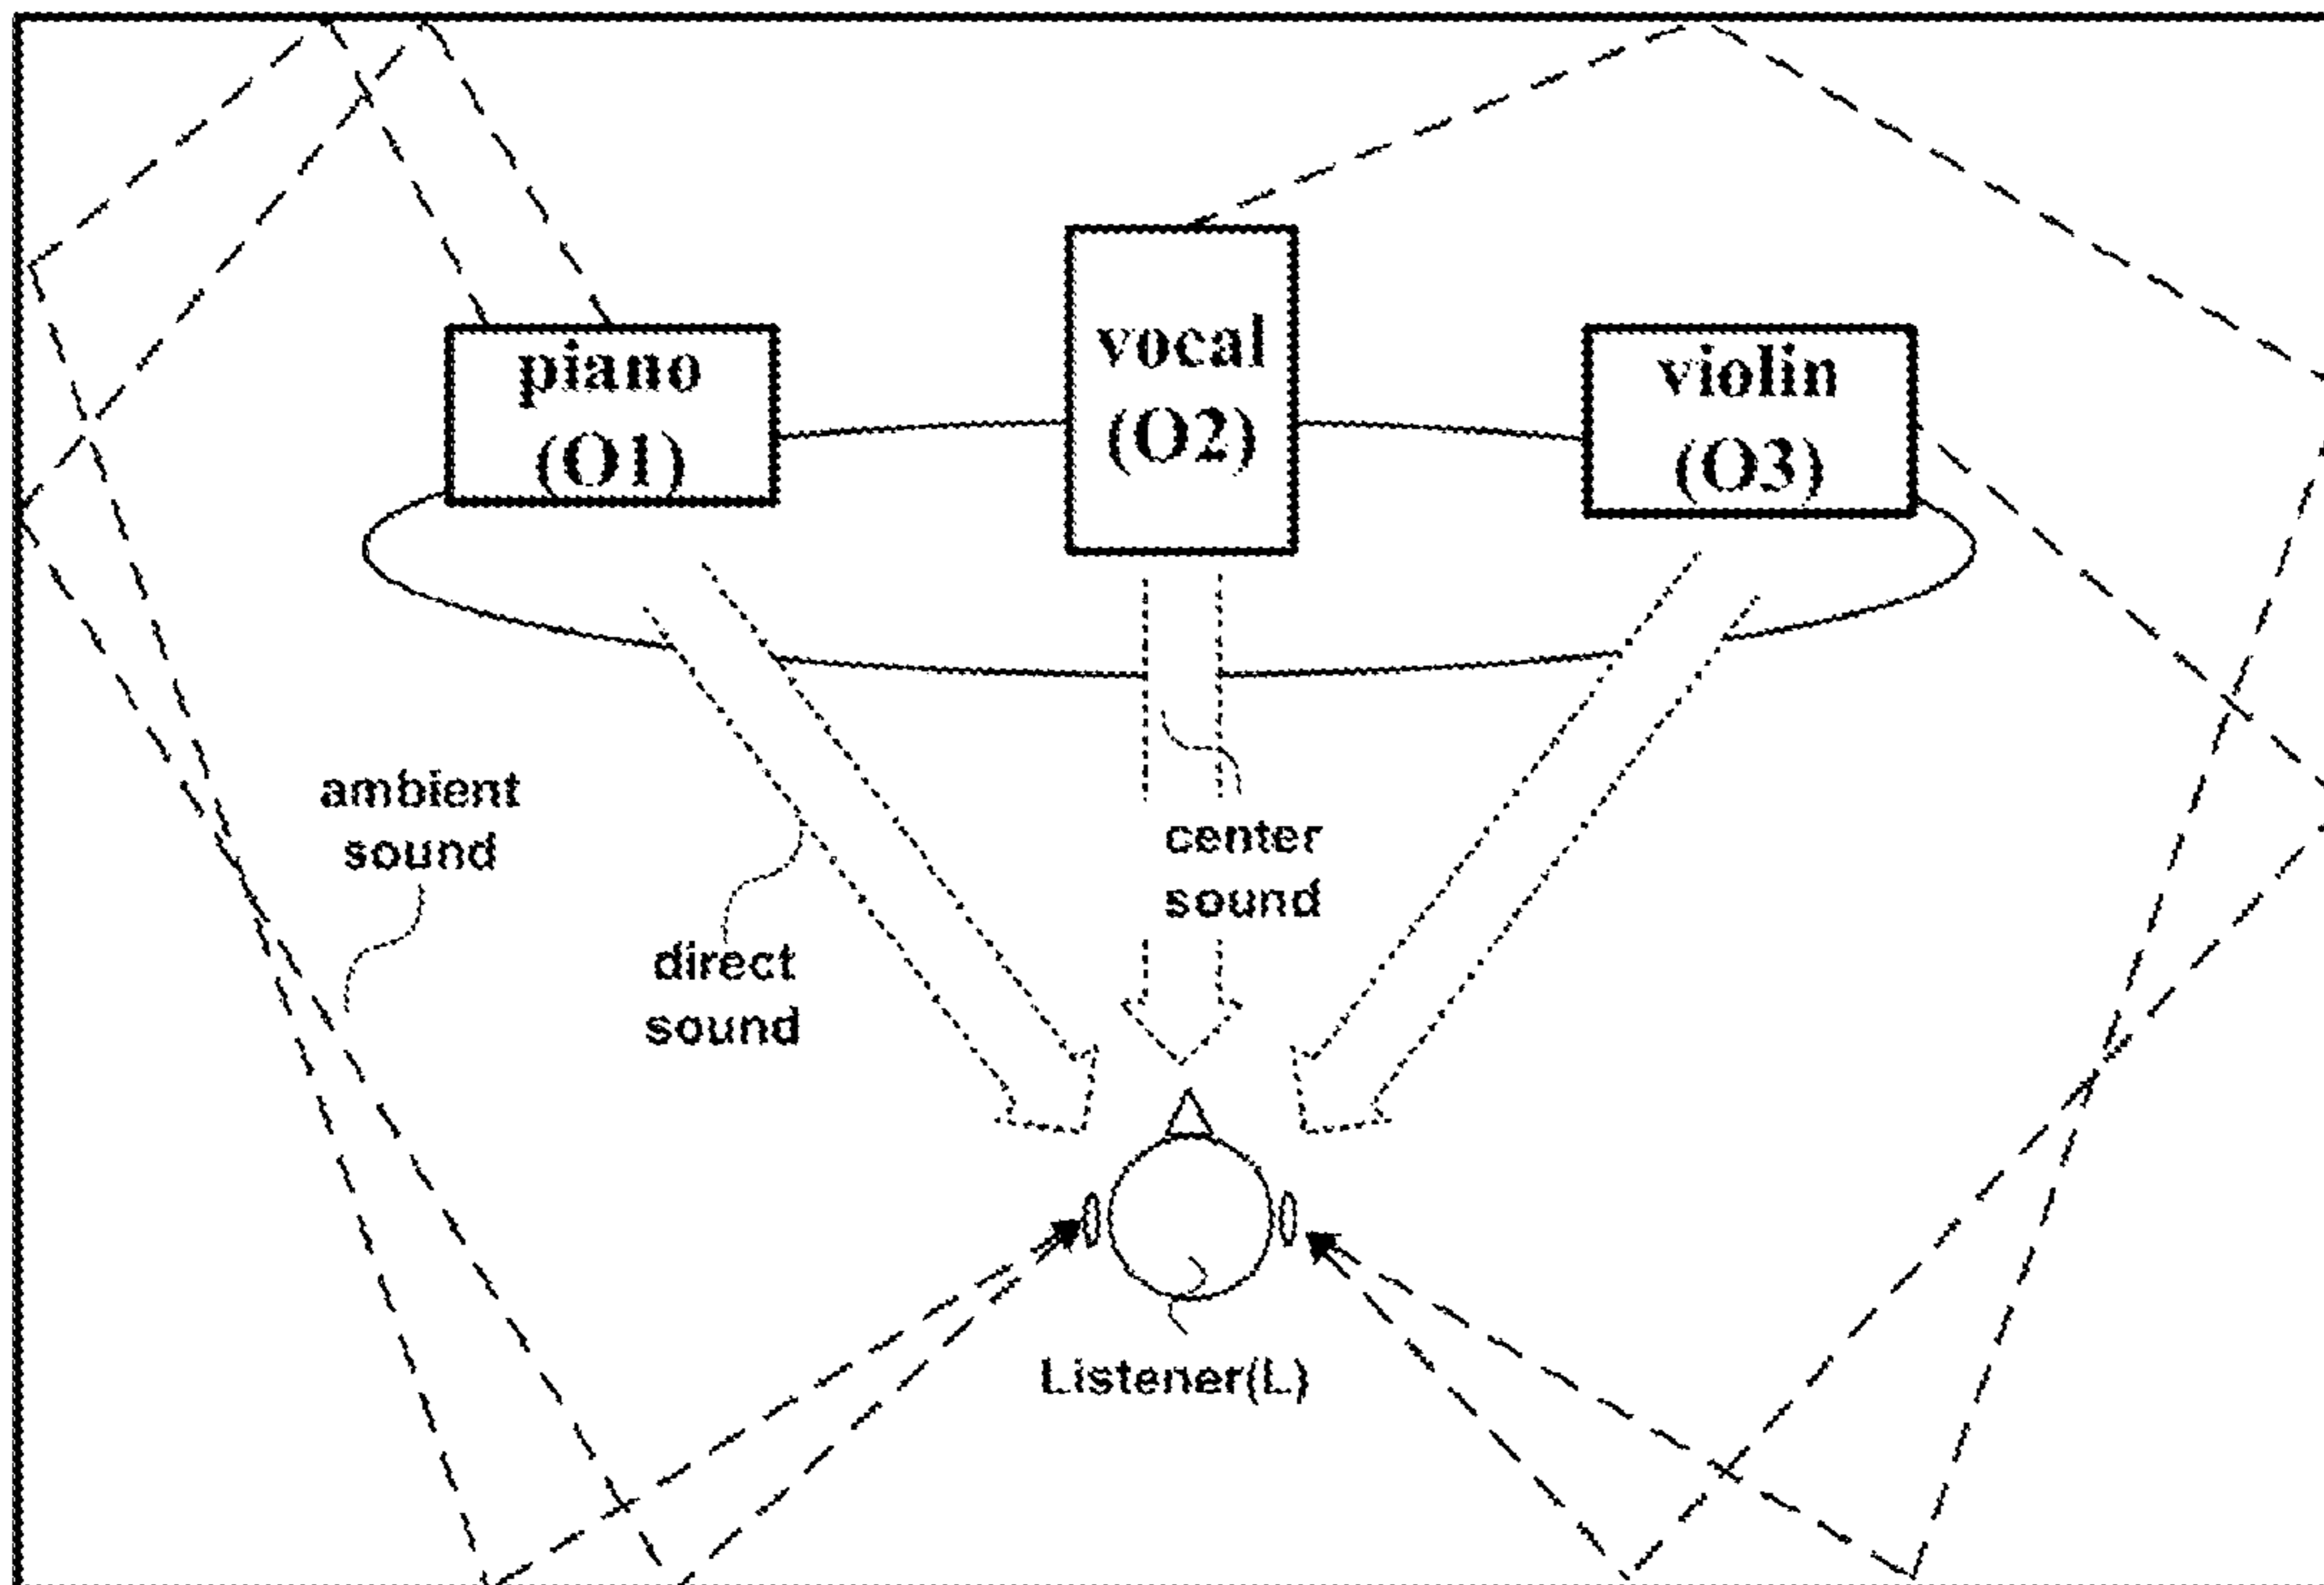 piano
(O1)
vocal
(O2)
violin
(O3)
ambient
sound
direct
sound
center
sound
Listener(L)